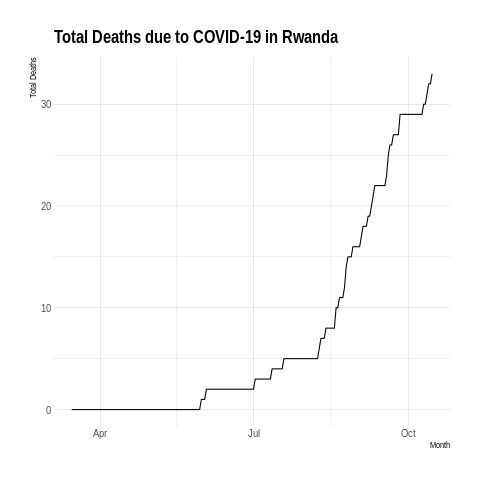 Total Deaths due to COVID-19 in Rwanda
Total Deaths
30
20
10
0
Apr
Jul
Oct
Month